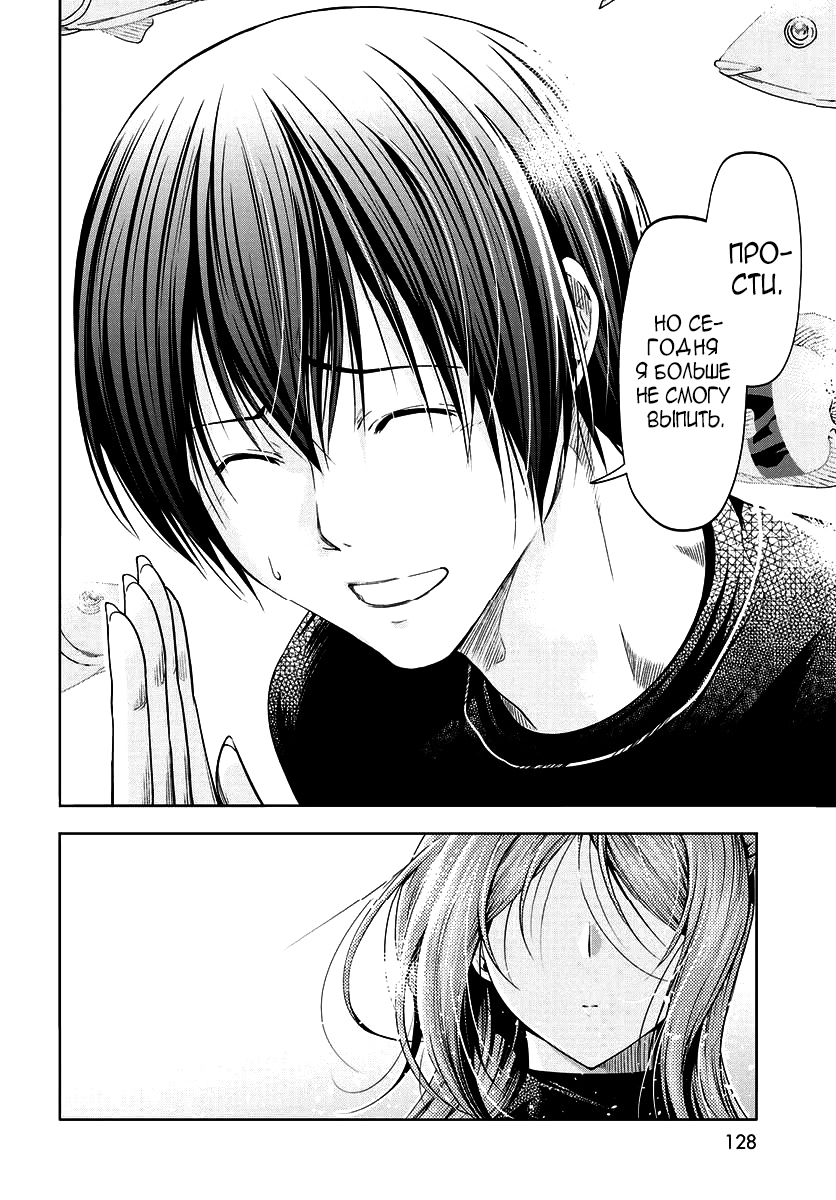 ПРО-
СТИ.
НО СЕ-
ГОДНЯ
Я БОЛЬШЕ
НЕ СМОГУ
ВЫПИТЬ.
128